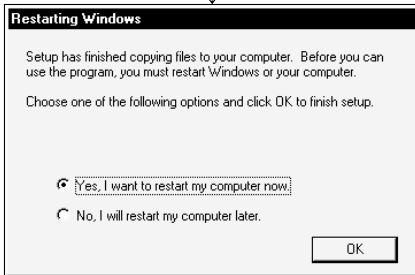 Restarting Windows
Setup has finished copying files to your computer. Before you can
use the program, you must restart Windows or your computer.
Choose one of the following options and click OK to finish setup.
Yes, I want to restart my computer now.
No, I will restart my computer later.
OK